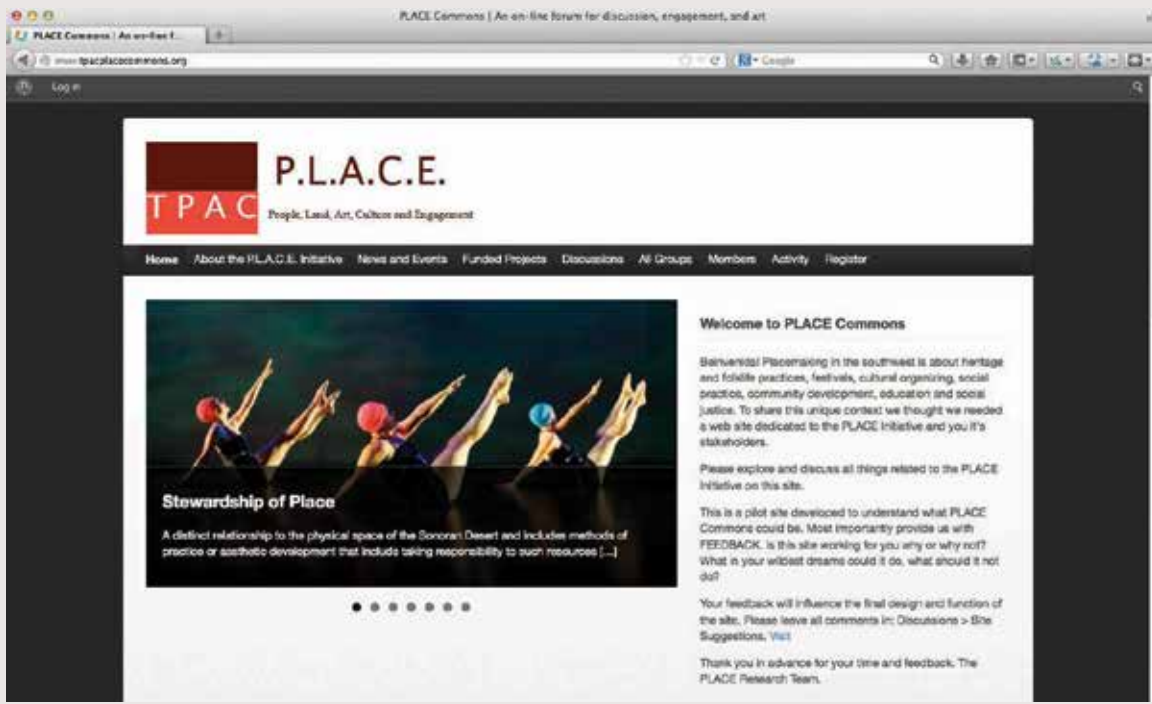 PLACE Commons | An on-line forum for discussion, engagement, and art
PLACE Commons | An on-line f...
www.tpacplacecommons.org
Google
Log in
TPAC
P.L.A.C.E.
People, Land, Art, Culture and Engagement
Home About the P.L.A.C.E. Initiative News and Events Funded Projects Discussions All Groups Members Activity Register
Stewardship of Place
A distinct relationship to the physical space of the Sonoran Desert and includes methods of
practice or aesthetic development that include taking responsibility to such resources [...]
Welcome to PLACE Commons
Bienvenida! Placemaking in the southwest is about heritage
and folklife practices, festivals, cultural organizing, social
practice, community development, education and social
justice. To share this unique context we thought we needed
a web site dedicated to the PLACE Initiative and you it's
stakeholders.
Please explore and discuss all things related to the PLACE
Initiative on this site.
This is a pilot site developed to understand what PLACE
Commons could be. Most importantly provide us with
FEEDBACK. Is this site working for you why or why not?
What in your wildest dreams could it do, what should it not
do?
Your feedback will influence the final design and function of
the site. Please leave all comments in: Discussions > Site
Suggestions. Visit
Thank you in advance for your time and feedback. The
PLACE Research Team.